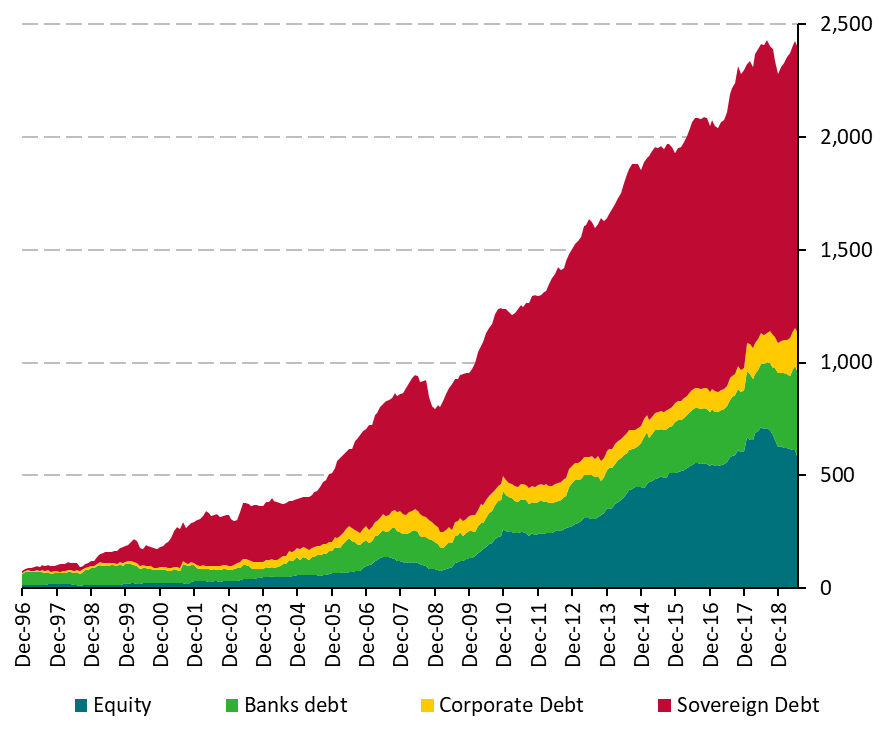 2,500
2,000
1,500
1,000
500
0
Dec-96
Dec-97
Dec-98
Dec-99
Dec-00
Dec-01
Dec-02
Dec-03
Dec-04
Dec-05
Dec-06
Dec-07
Dec-08
Dec-09
Dec-10
Dec-11
Dec-12
Dec-13
Dec-14
Dec-15
Dec-16
Dec-17
Dec-18
Equity Banks debt Corporate Debt Sovereign Debt